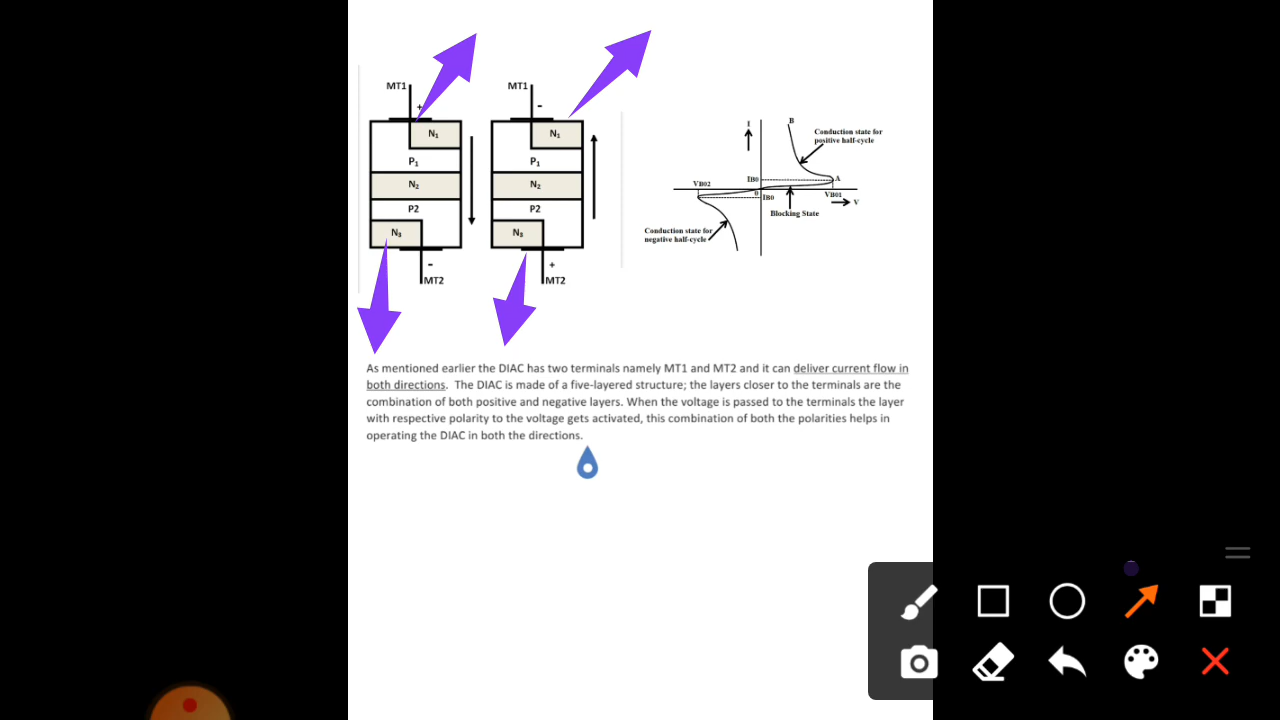 MT1
+
N1
P1
N2
P2
N3
-
MT2
MT1
-
N1
P1
N2
P2
N3
+
MT2
I
B
Conduction state for
positive half-cycle
IB0
A
VB02
0
IB0
VB01
V
Blocking State
Conduction state for
negative half-cycle
As mentioned earlier the DIAC has two terminals namely MT1 and MT2 and it can deliver current flow in
both directions. The DIAC is made of a five-layered structure; the layers closer to the terminals are the
combination of both positive and negative layers. When the voltage is passed to the terminals the layer
with respective polarity to the voltage gets activated, this combination of both the polarities helps in
operating the DIAC in both the directions.